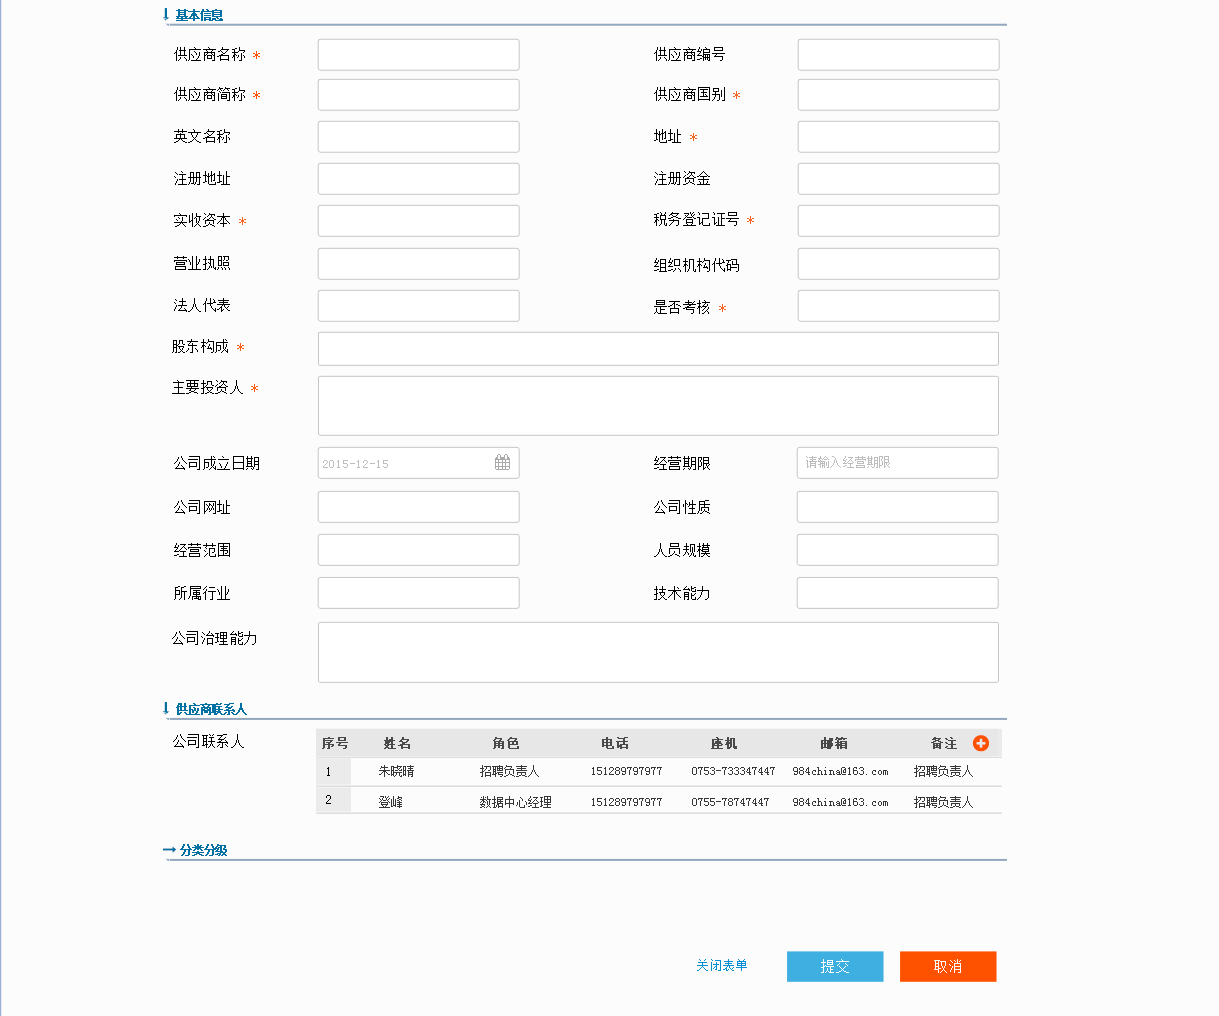 基本信息
供应商名称 * 供应商编号
供应商简称 * 供应商国别 *
英文名称 地址 *
注册地址 注册资金
实收资本 * 税务登记证号 *
营业执照 组织机构代码
法人代表 是否考核 *
股东构成 *
主要投资人 *
公司成立日期 2015-12-15 经营期限 请输入经营期限
公司网址 公司性质
经营范围 人员规模
所属行业 技术能力
公司治理能力
供应商联系人
公司联系人 序号 姓名 角色 电话 座机 邮箱 备注
1 朱晓晴 招聘负责人 151289797977 0753-733347447 984china@163.com 招聘负责人
2 登峰 数据中心经理 151289797977 0755-78747447 984china@163.com 招聘负责人
分类分级
关闭表单 提交 取消